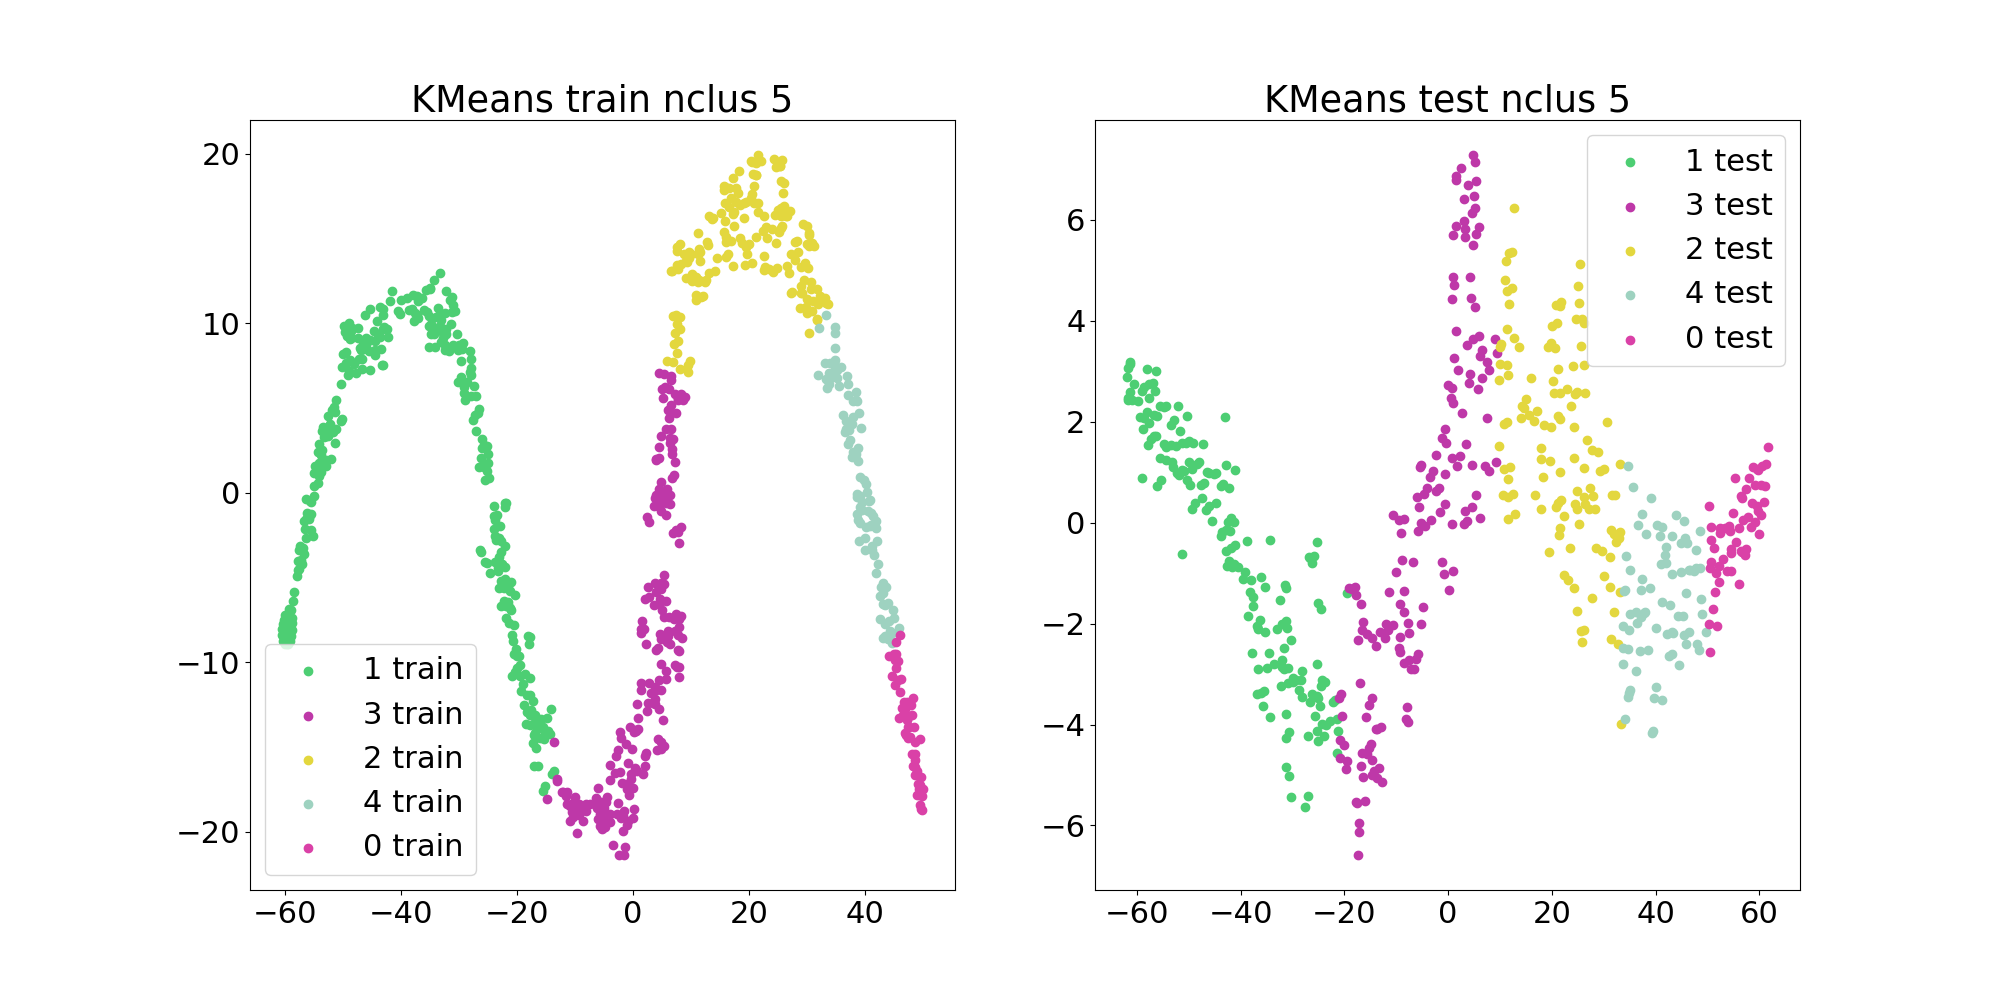 KMeans train nclus 5
20
10
0
−10
−20
1 train
3 train
2 train
4 train
0 train
−60
−40
−20
0
20
40
KMeans test nclus 5
6
4
2
0
−2
−4
−6
1 test
3 test
2 test
4 test
0 test
−60
−40
−20
0
20
40
60